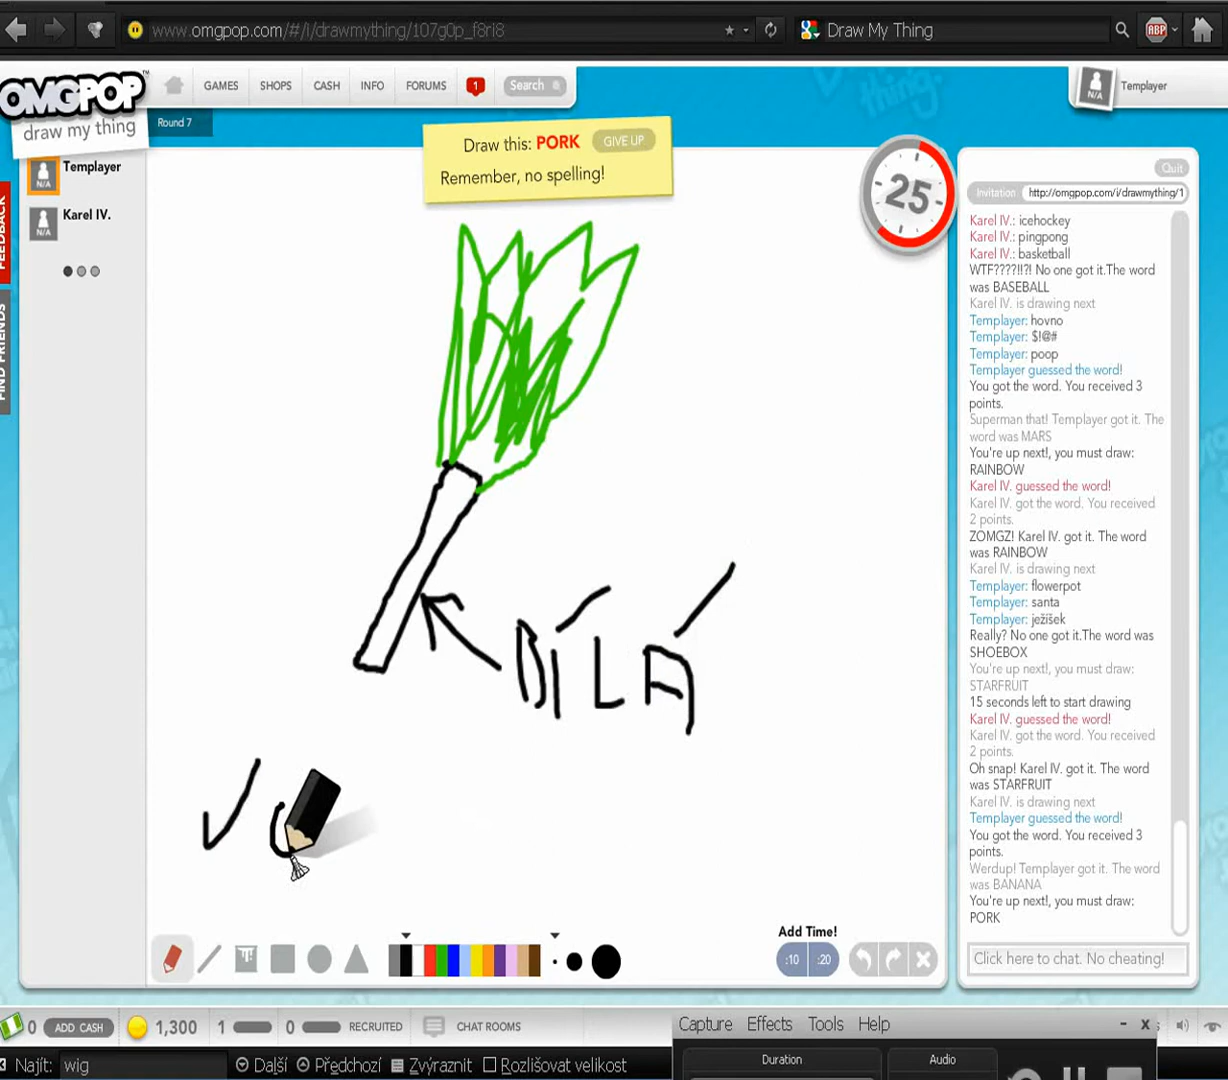 www.omgpop.com/#/i/drawmything/107g0p_f8ri8
Draw My Thing
ABP
OMGPOP
draw my thing
GAMES
SHOPS
CASH
INFO
FORUMS
1
Search
N/A
Templayer
Round 7
Draw this: PORK
GIVE UP
Remember, no spelling!
25
FEEDBACK
FIND FRIENDS
N/A
Templayer
N/A
Karel IV.
BÍLÁ
Quit
Invitation
http://omgpop.com/i/drawmything/1
Karel IV.: icehockey
Karel IV.: pingpong
Karel IV.: basketball
WTF????!!?! No one got it.The word
was BASEBALL
Karel IV. is drawing next
Templayer: hovno
Templayer: $!@#
Templayer: poop
Templayer guessed the word!
You got the word. You received 3
points.
Superman that! Templayer got it. The
word was MARS
You're up next!, you must draw:
RAINBOW
Karel IV. guessed the word!
Karel IV. got the word. You received
2 points.
ZOMGZ! Karel IV. got it. The word
was RAINBOW
Karel IV. is drawing next
Templayer: flowerpot
Templayer: santa
Templayer: ježišek
Really? No one got it.The word was
SHOEBOX
You're up next!, you must draw:
STARFRUIT
15 seconds left to start drawing
Karel IV. guessed the word!
Karel IV. got the word. You received
2 points.
Oh snap! Karel IV. got it. The word
was STARFRUIT
Karel IV. is drawing next
Templayer guessed the word!
You got the word. You received 3
points.
Werdup! Templayer got it. The word
was BANANA
You're up next!, you must draw:
PORK
Click here to chat. No cheating!
Add Time!
:10
:20
0
ADD CASH
1,300
1
0
RECRUITED
CHAT ROOMS
Capture
Effects
Tools
Help
Duration
Audio
Najít:
wig
Další
Předchozí
Zvýraznit
Rozlišovat velikost